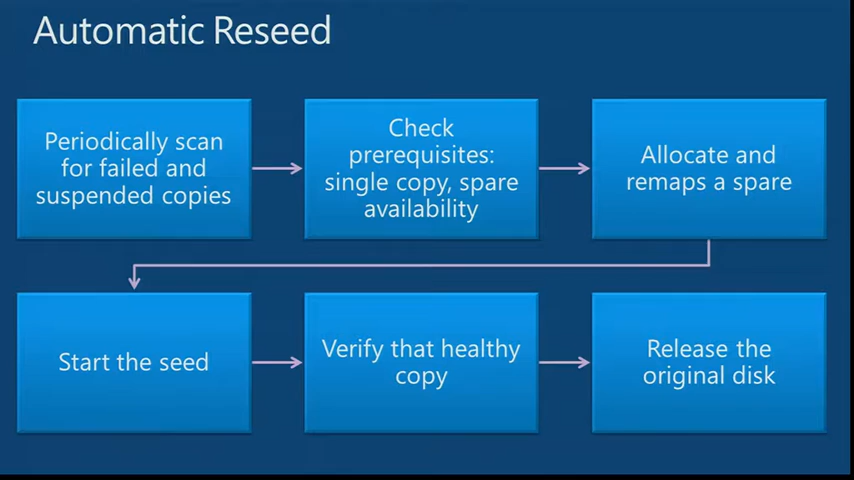 Automatic Reseed
Periodically scan
for failed and
suspended copies
Check
prerequisites:
single copy, spare
availability
Allocate and
remaps a spare
Start the seed
Verify that healthy
copy
Release the
original disk